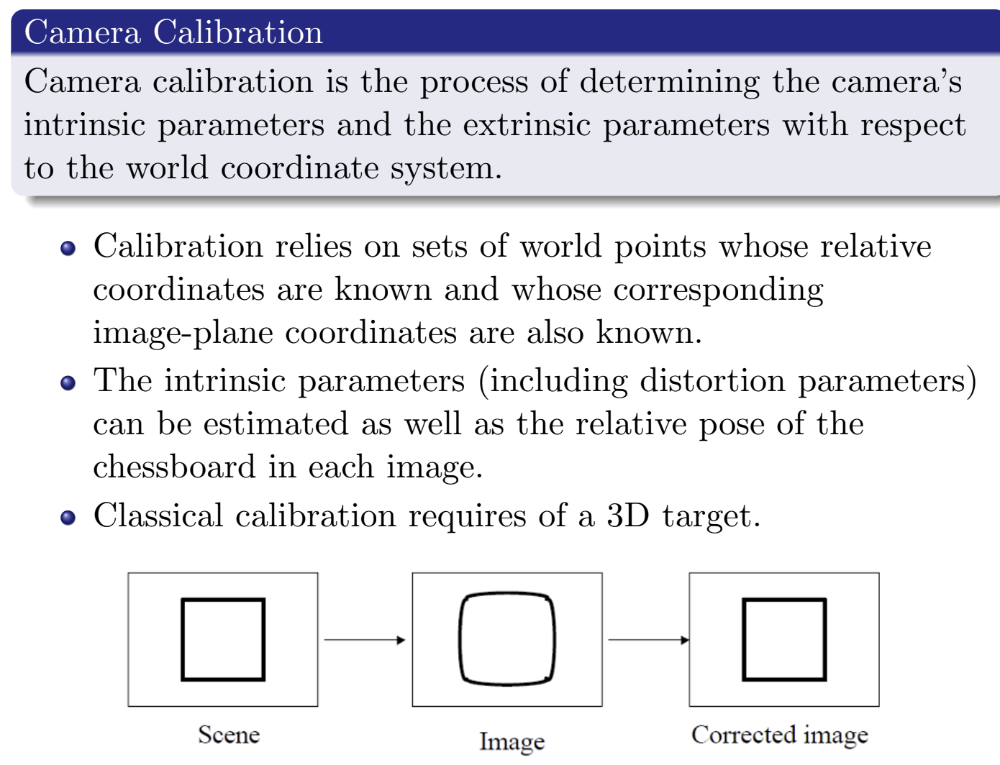 Camera Calibration
Camera calibration is the process of determining the camera's
intrinsic parameters and the extrinsic parameters with respect
to the world coordinate system.
Calibration relies on sets of world points whose relative
coordinates are known and whose corresponding
image-plane coordinates are also known.
The intrinsic parameters (including distortion parameters)
can be estimated as well as the relative pose of the
chessboard in each image.
Classical calibration requires of a 3D target.
Scene
Image
Corrected image